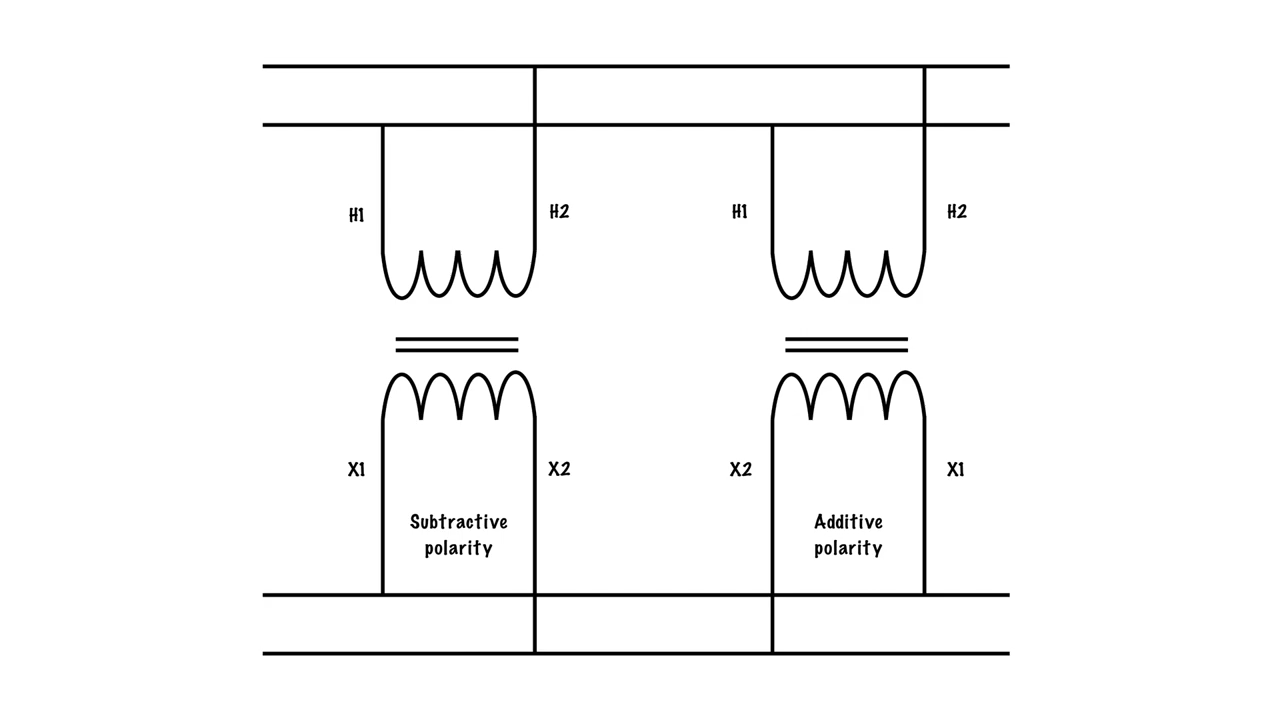 H1
H2
H1
H2
X1
X2
X2
X1
Subtractive
polarity
Additive
polarity